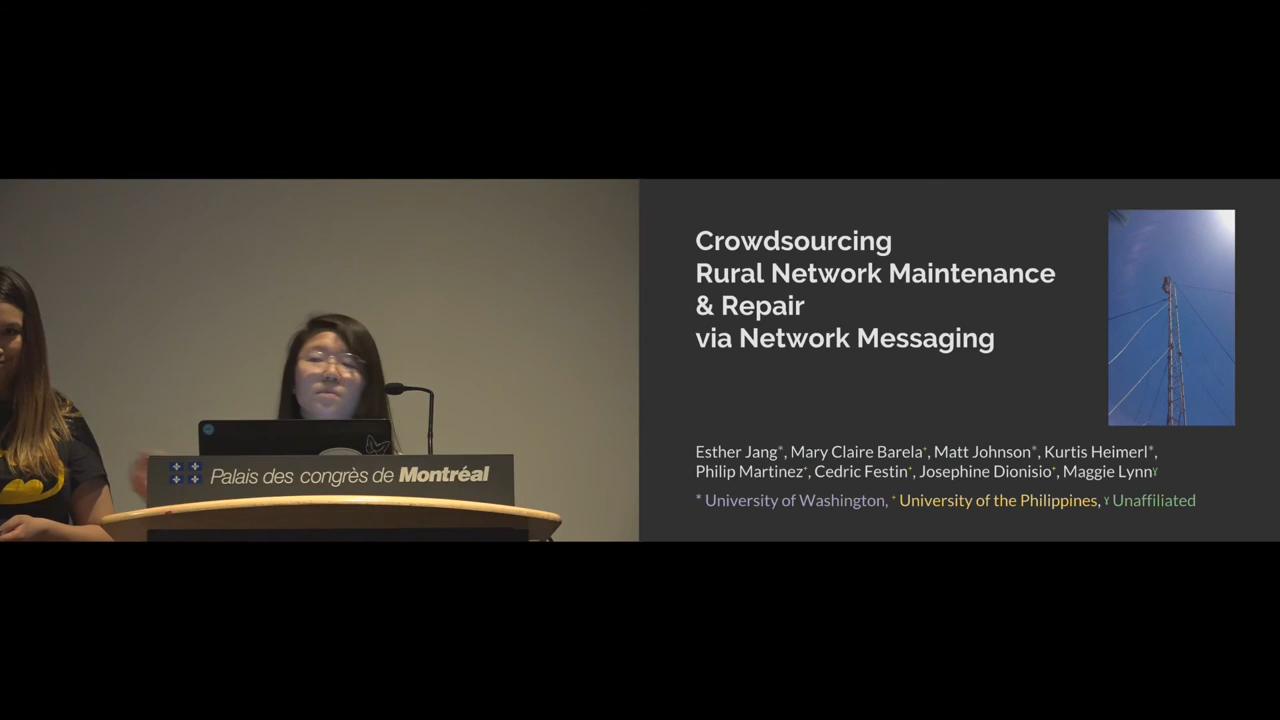 Palais des congrès de Montréal
Crowdsourcing
Rural Network Maintenance
& Repair
via Network Messaging
Esther Jang*, Mary Claire Barela⁺, Matt Johnson*, Kurtis Heimerl*,
Philip Martinez⁺, Cedric Festin⁺, Josephine Dionisio⁺, Maggie Lynnˠ
* University of Washington, ⁺ University of the Philippines, ˠ Unaffiliated